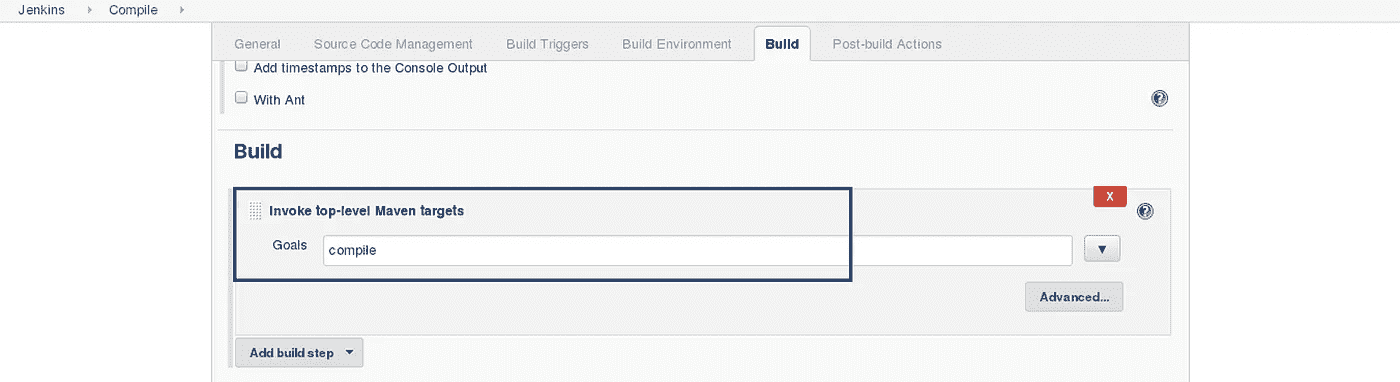 Jenkins Compile
General Source Code Management Build Triggers Build Environment Build Post-build Actions
Add timestamps to the Console Output
With Ant
?
Build
Invoke top-level Maven targets
X
?
Goals compile
Advanced...
Add build step